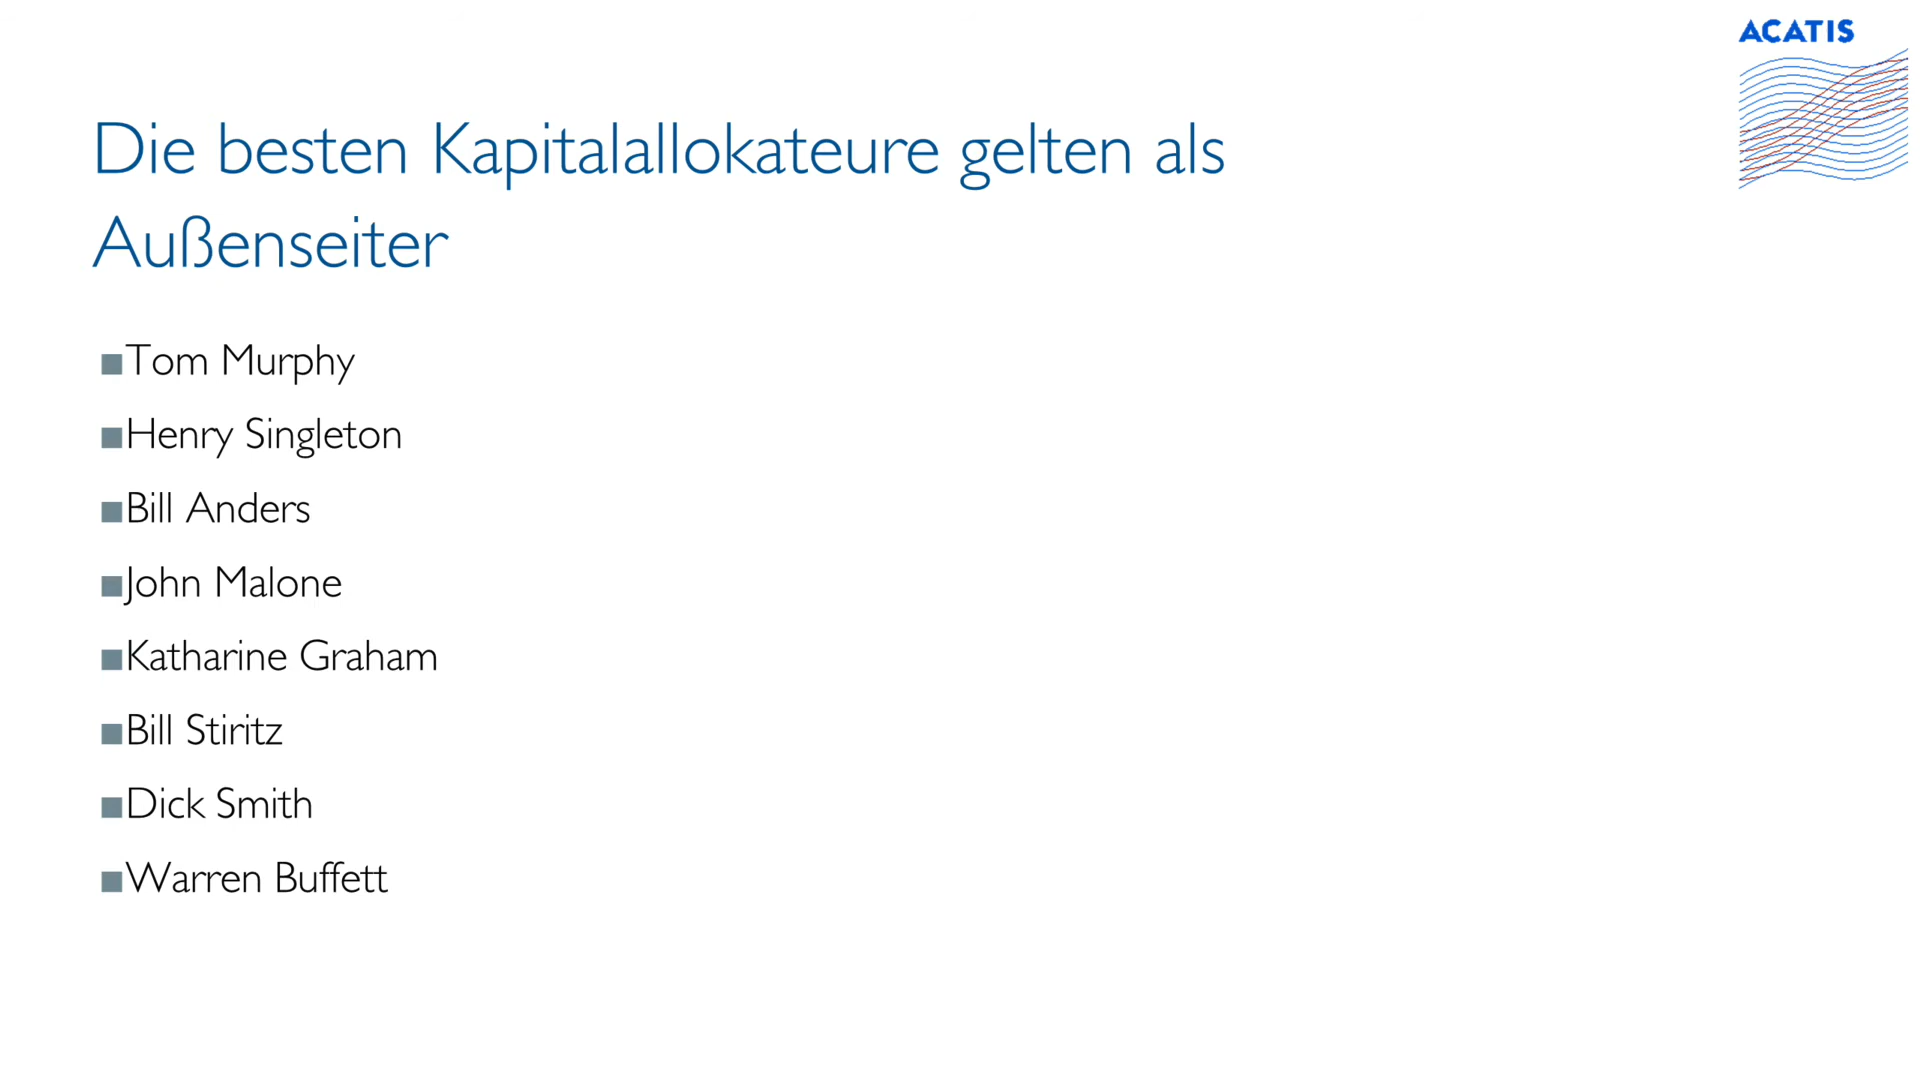 ACATIS
Die besten Kapitalallokateure gelten als
Außenseiter
■Tom Murphy
■Henry Singleton
■Bill Anders
■John Malone
■Katharine Graham
■Bill Stiritz
■Dick Smith
■Warren Buffett